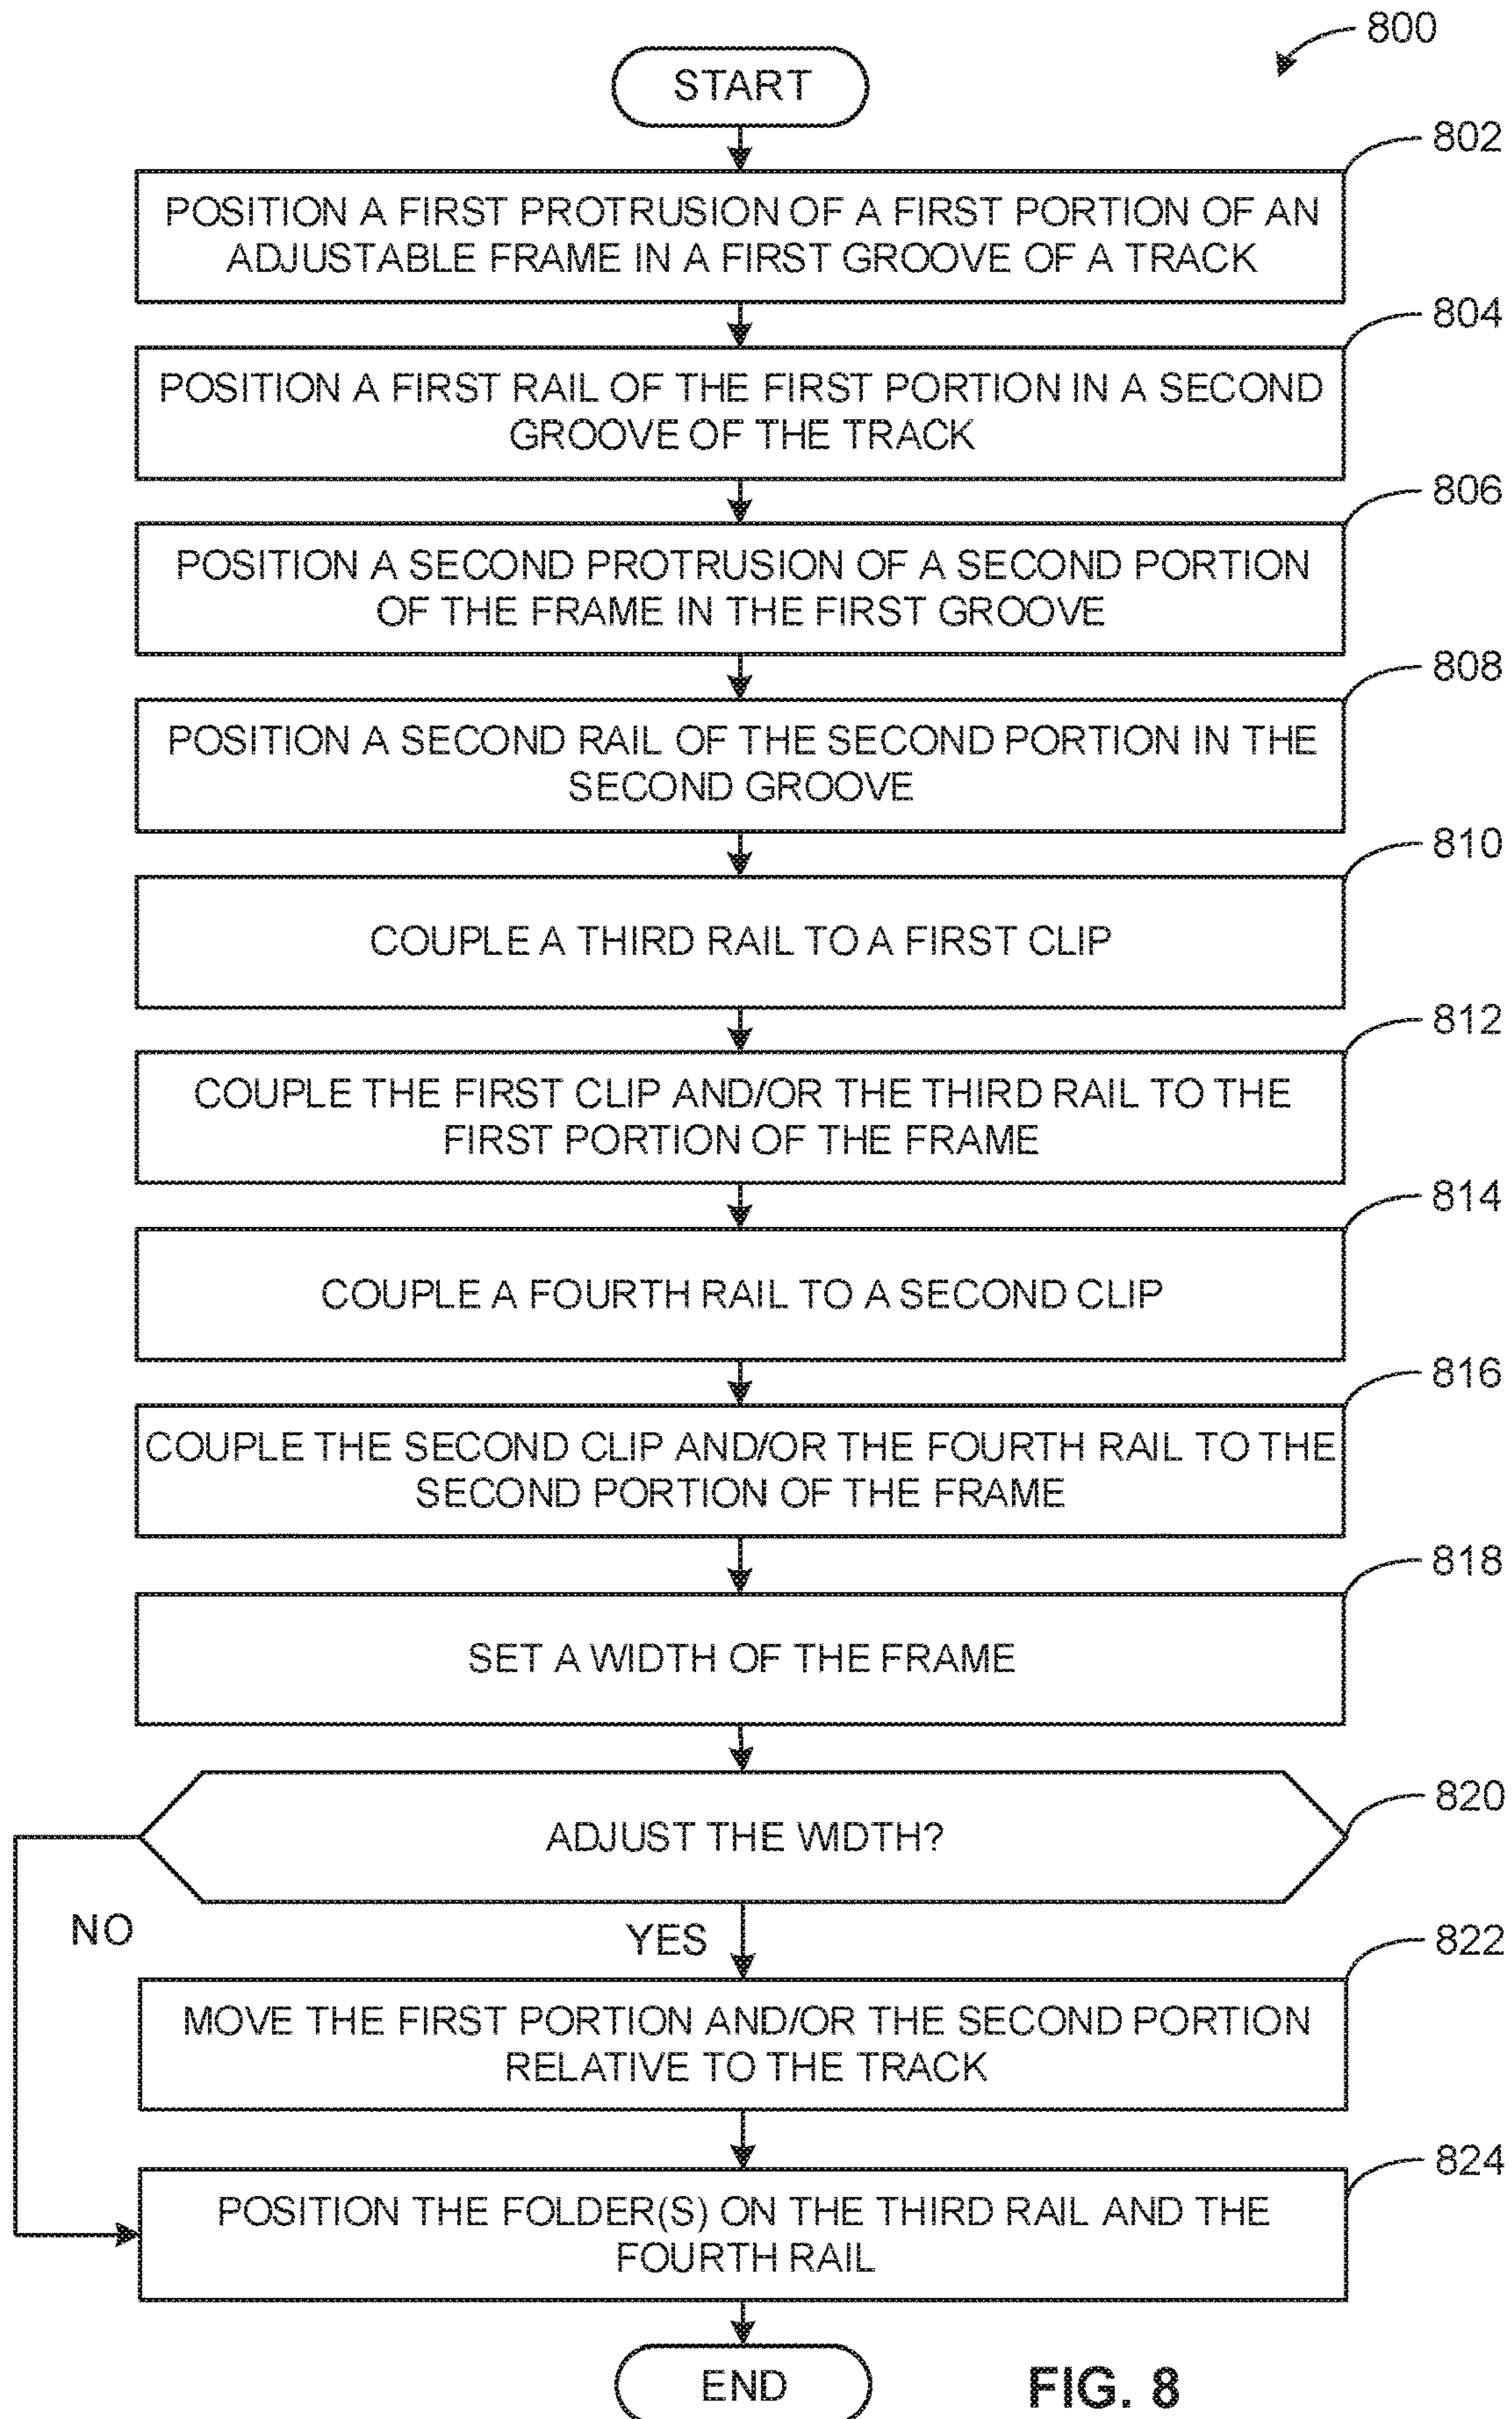 800
START
802
POSITION A FIRST PROTRUSION OF A FIRST PORTION OF AN
ADJUSTABLE FRAME IN A FIRST GROOVE OF A TRACK
804
POSITION A FIRST RAIL OF THE FIRST PORTION IN A SECOND
GROOVE OF THE TRACK
806
POSITION A SECOND PROTRUSION OF A SECOND PORTION
OF THE FRAME IN THE FIRST GROOVE
808
POSITION A SECOND RAIL OF THE SECOND PORTION IN THE
SECOND GROOVE
810
COUPLE A THIRD RAIL TO A FIRST CLIP
812
COUPLE THE FIRST CLIP AND/OR THE THIRD RAIL TO THE
FIRST PORTION OF THE FRAME
814
COUPLE A FOURTH RAIL TO A SECOND CLIP
816
COUPLE THE SECOND CLIP AND/OR THE FOURTH RAIL TO THE
SECOND PORTION OF THE FRAME
818
SET A WIDTH OF THE FRAME
820
ADJUST THE WIDTH?
NO
YES
822
MOVE THE FIRST PORTION AND/OR THE SECOND PORTION
RELATIVE TO THE TRACK
824
POSITION THE FOLDER(S) ON THE THIRD RAIL AND THE
FOURTH RAIL
END
FIG. 8